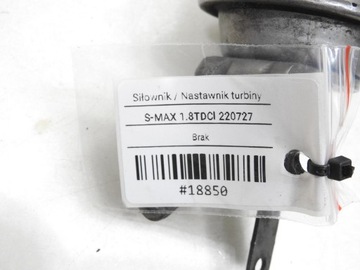 Siłownik / Nastawnik turbiny
S-MAX 1.8TDCI 220727
Brak
#18850